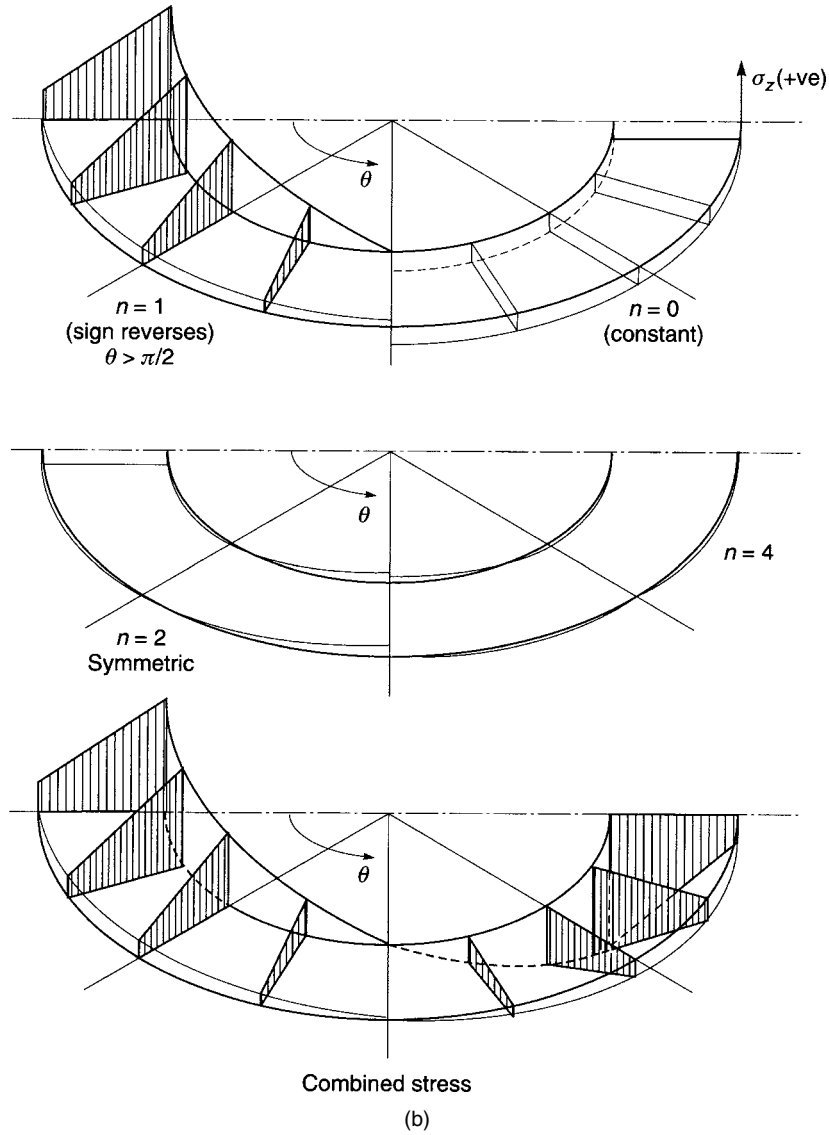 σz(+ve)
θ
n = 1
(sign reverses)
θ > π/2
n = 0
(constant)
θ
n = 4
n = 2
Symmetric
θ
Combined stress
(b)